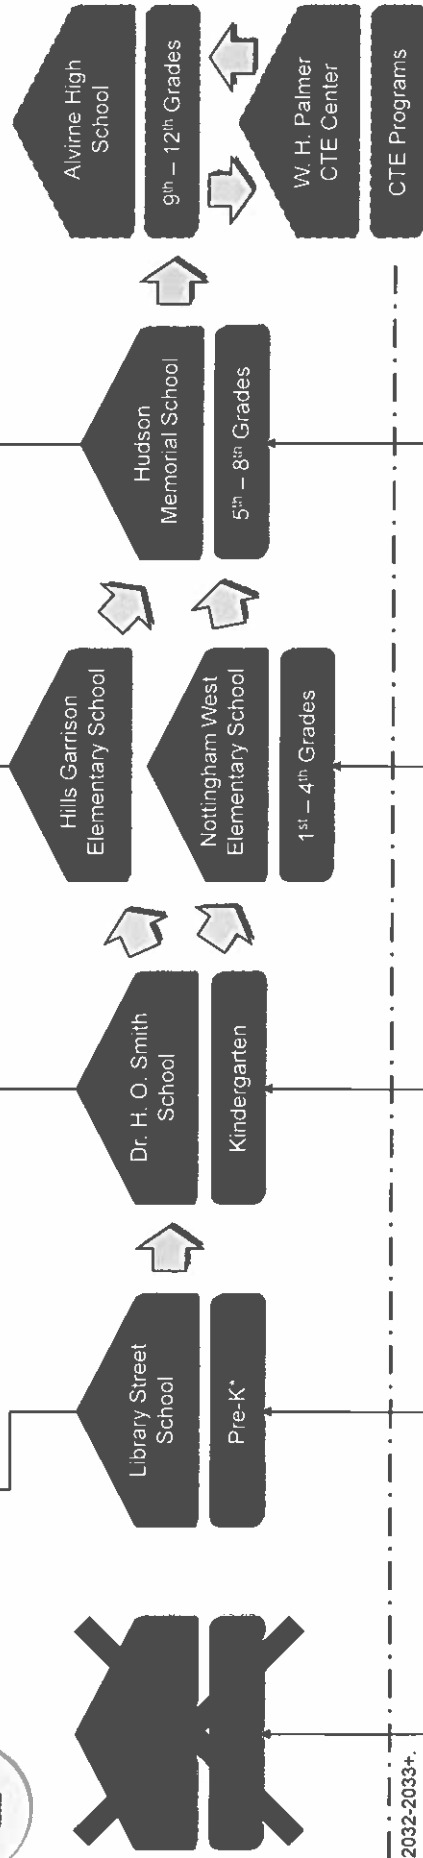 Library Street
School
Pre-K*
Dr. H. O. Smith
School
Kindergarten
Hills Garrison
Elementary School
Nottingham West
Elementary School
1st – 4th Grades
Hudson
Memorial School
5th – 8th Grades
Alvirne High
School
9th – 12th Grades
W. H. Palmer
CTE Center
CTE Programs
2032-2033+.